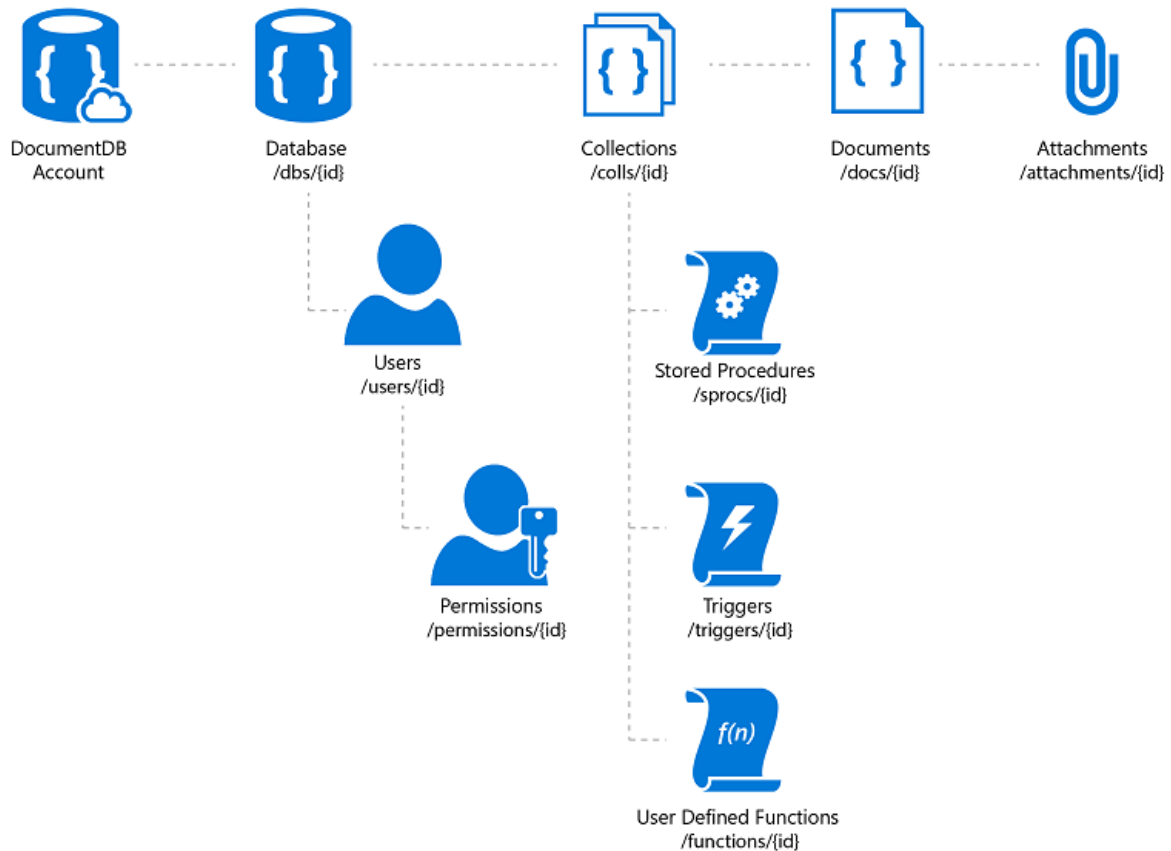 DocumentDB
Account
Database
/dbs/{id}
Collections
/colls/{id}
Documents
/docs/{id}
Attachments
/attachments/{id}
Users
/users/{id}
Stored Procedures
/sprocs/{id}
Permissions
/permissions/{id}
Triggers
/triggers/{id}
f(n)
User Defined Functions
/functions/{id}